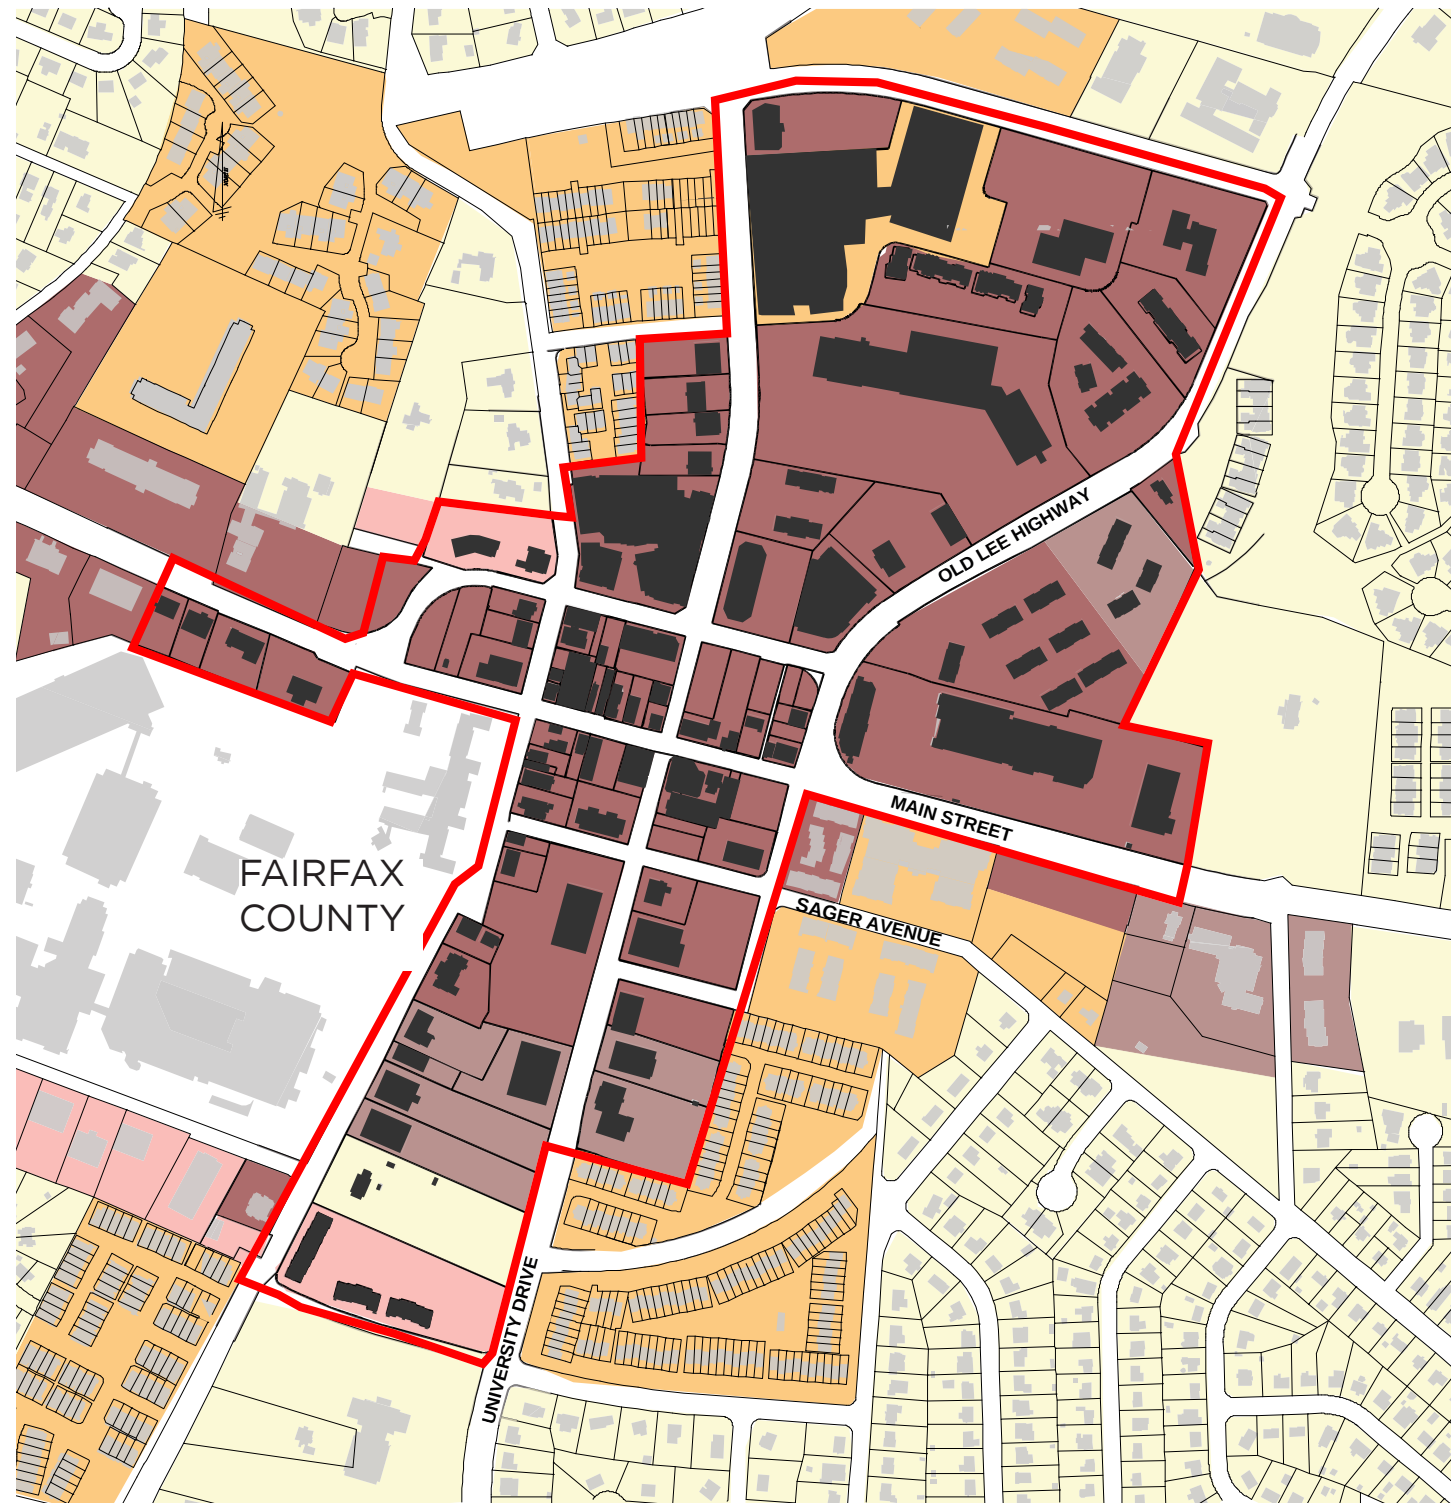 OLD LEE HIGHWAY
MAIN STREET
FAIRFAX
COUNTY
SAGER AVENUE
UNIVERSITY DRIVE